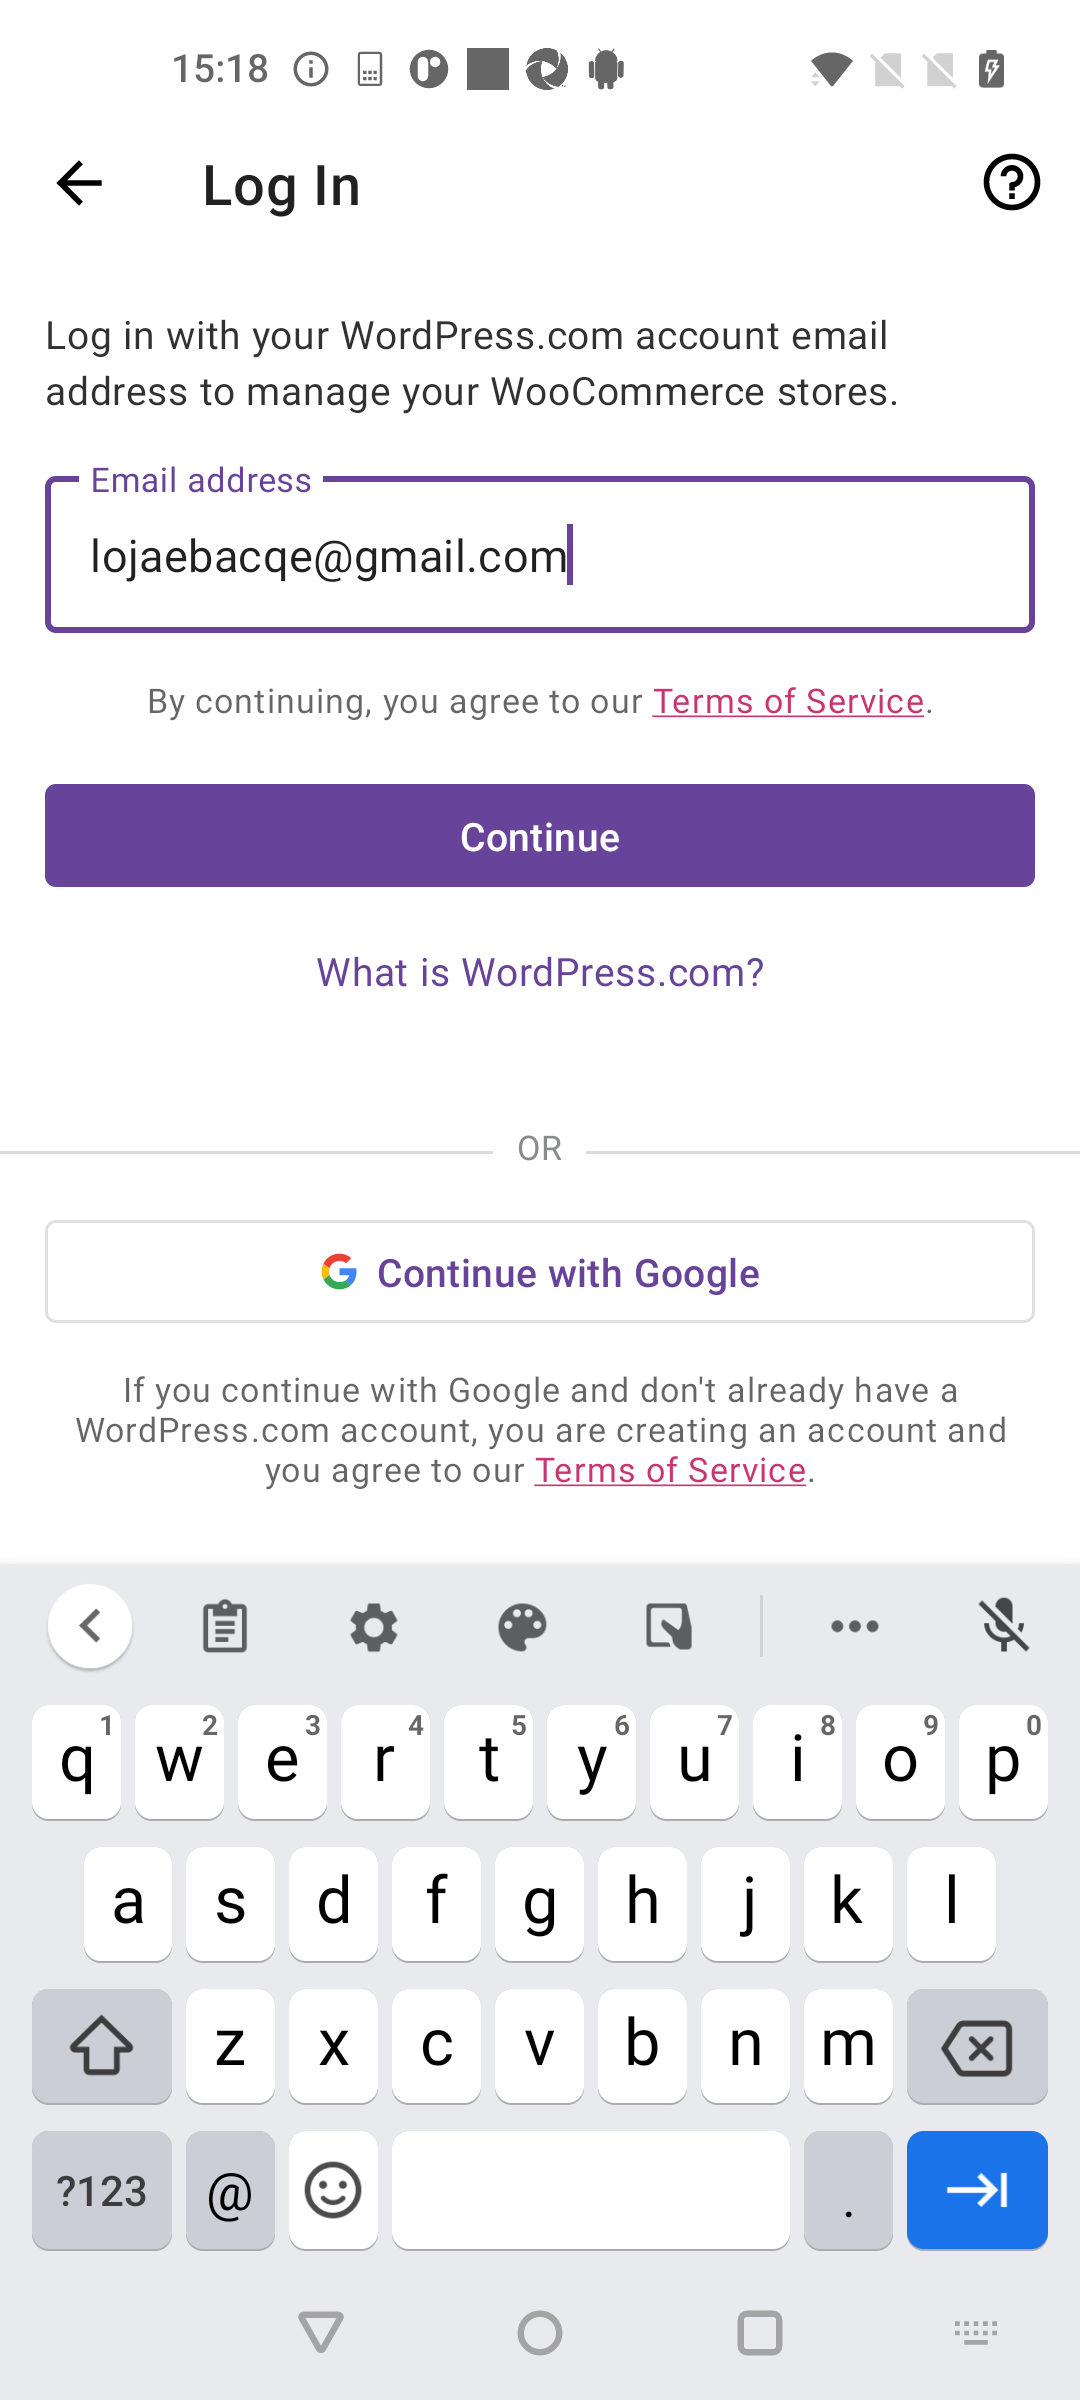 15:18
Log In
Log in with your WordPress.com account email
address to manage your WooCommerce stores.
Email address
lojaebacqe@gmail.com
By continuing, you agree to our Terms of Service.
Continue
What is WordPress.com?
OR
Continue with Google
If you continue with Google and don't already have a
WordPress.com account, you are creating an account and
you agree to our Terms of Service.
1 2 3 4 5 6 7 8 9 0
q w e r t y u i o p
a s d f g h j k l
z x c v b n m
?123 @ .